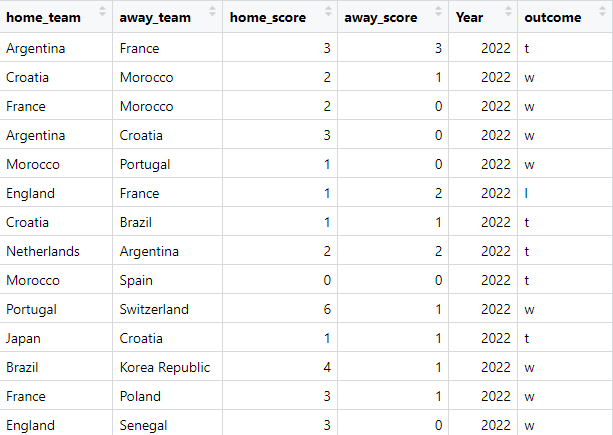 home_team away_team home_score away_score Year outcome
Argentina France 3 3 2022 t
Croatia Morocco 2 1 2022 w
France Morocco 2 0 2022 w
Argentina Croatia 3 0 2022 w
Morocco Portugal 1 0 2022 w
England France 1 2 2022 l
Croatia Brazil 1 1 2022 t
Netherlands Argentina 2 2 2022 t
Morocco Spain 0 0 2022 t
Portugal Switzerland 6 1 2022 w
Japan Croatia 1 1 2022 t
Brazil Korea Republic 4 1 2022 w
France Poland 3 1 2022 w
England Senegal 3 0 2022 w